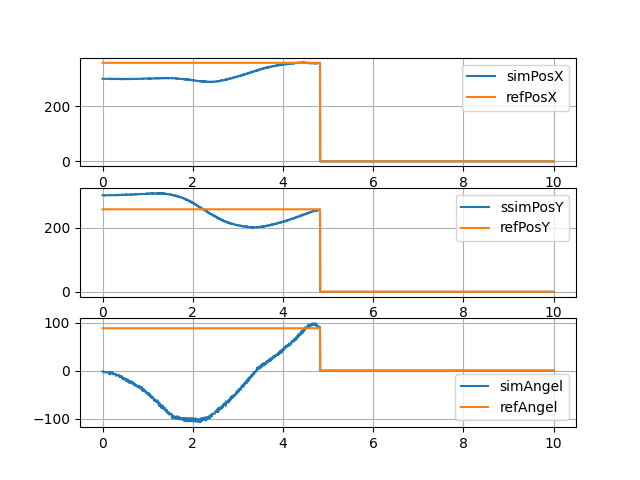 200
0
simPosX
refPosX
0 2 4 6 8 10
200
0
ssimPosY
refPosY
0 2 4 6 8 10
100
0
−100
simAngel
refAngel
0 2 4 6 8 10